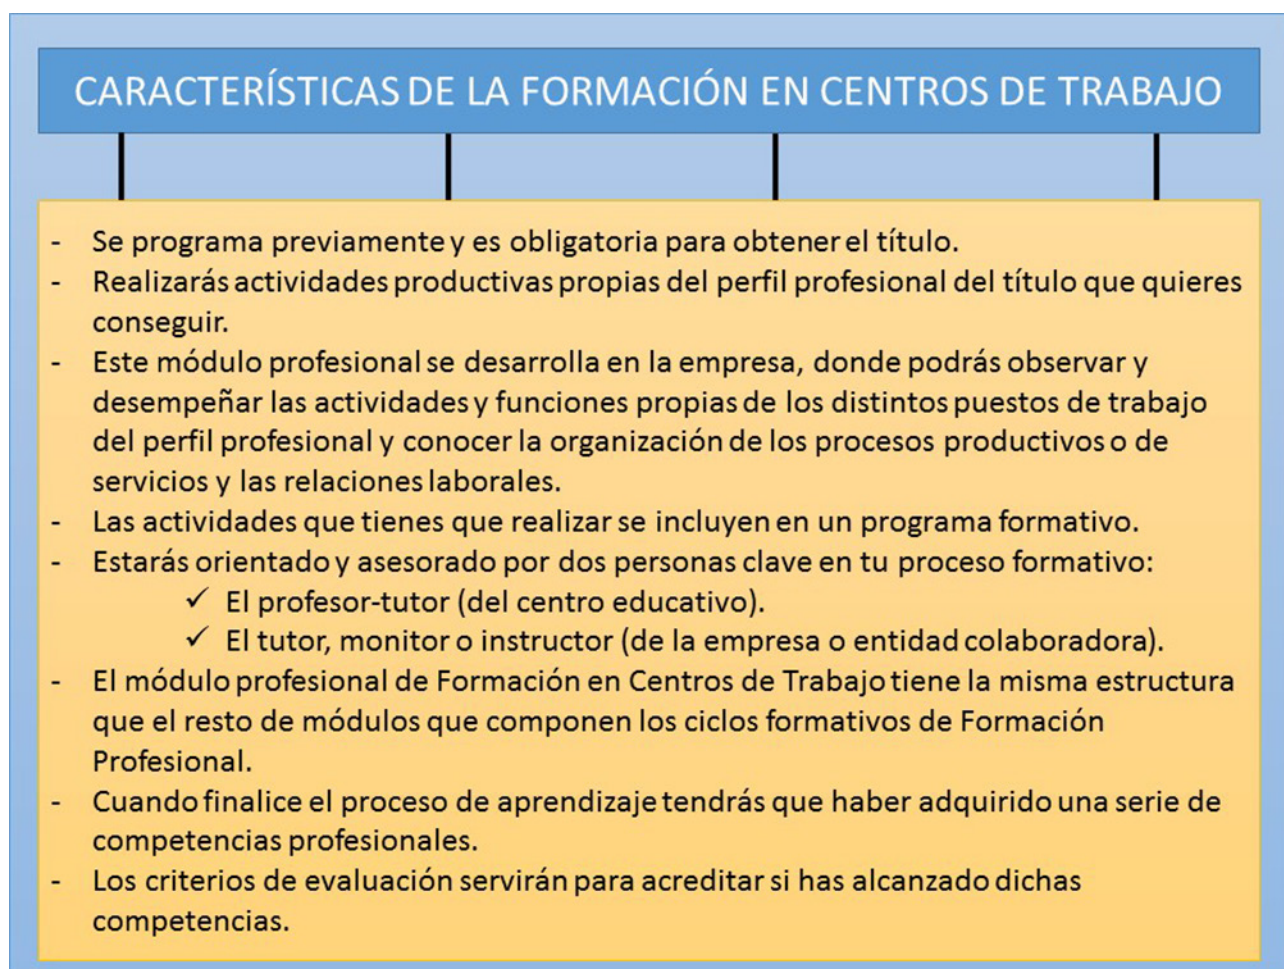 CARACTERÍSTICAS DE LA FORMACIÓN EN CENTROS DE TRABAJO
- Se programa previamente y es obligatoria para obtener el título.
- Realizarás actividades productivas propias del perfil profesional del título que quieres
conseguir.
- Este módulo profesional se desarrolla en la empresa, donde podrás observar y
desempeñar las actividades y funciones propias de los distintos puestos de trabajo
del perfil profesional y conocer la organización de los procesos productivos o de
servicios y las relaciones laborales.
- Las actividades que tienes que realizar se incluyen en un programa formativo.
- Estarás orientado y asesorado por dos personas clave en tu proceso formativo:
✓ El profesor-tutor (del centro educativo).
✓ El tutor, monitor o instructor (de la empresa o entidad colaboradora).
- El módulo profesional de Formación en Centros de Trabajo tiene la misma estructura
que el resto de módulos que componen los ciclos formativos de Formación
Profesional.
- Cuando finalice el proceso de aprendizaje tendrás que haber adquirido una serie de
competencias profesionales.
- Los criterios de evaluación servirán para acreditar si has alcanzado dichas
competencias.